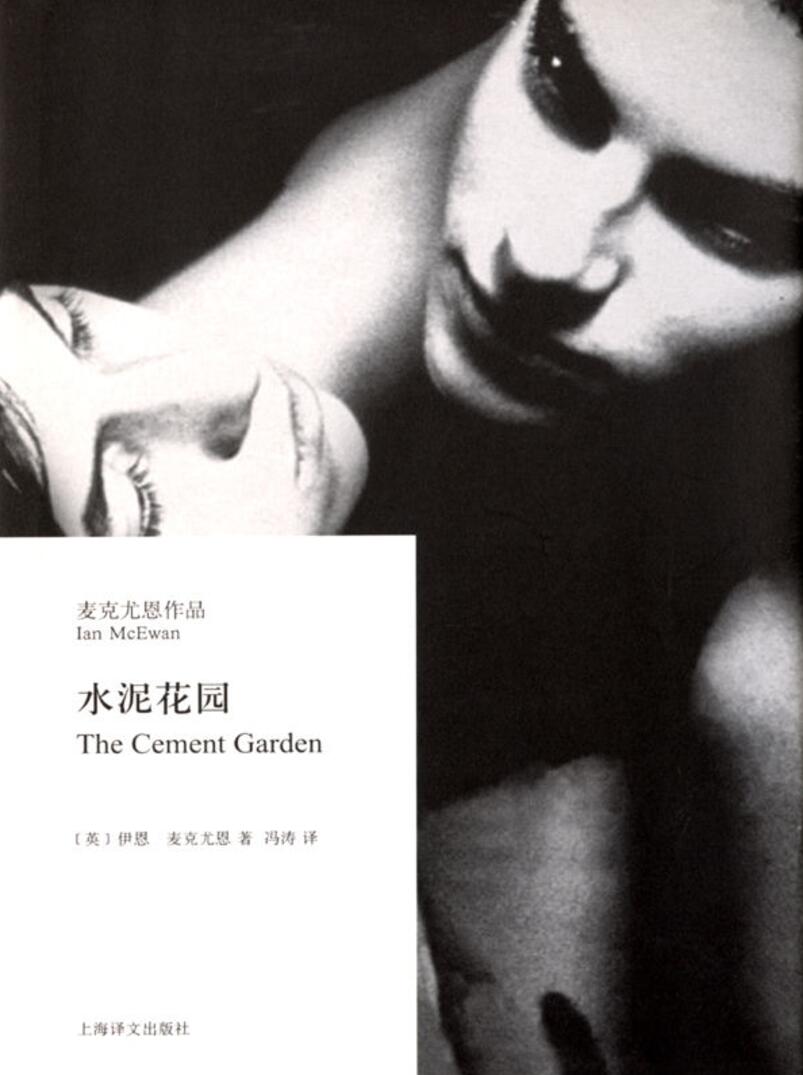 麦克尤恩作品
Ian McEwan
水泥花园
The Cement Garden
〔英〕伊恩 麦克尤恩 著 冯涛 译
上海译文出版社